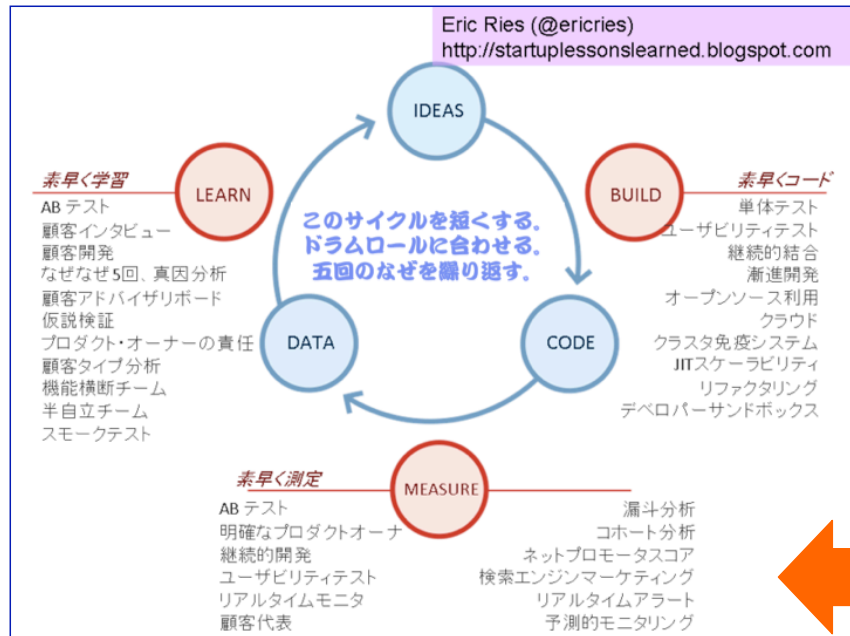 Eric Ries (@ericries)
http://startuplessonslearned.blogspot.com
IDEAS
LEARN
BUILD
素早く学習
AB テスト
顧客インタビュー
顧客開発
なぜなぜ5回、真因分析
顧客アドバイザリボード
仮説検証
プロダクト・オーナーの責任
顧客タイプ分析
機能横断チーム
半自立チーム
スモークテスト
このサイクルを短くする。
ドラムロールに合わせる。
五回のなぜを繰り返す。
素早くコード
単体テスト
ユーザビリティテスト
継続的結合
漸進開発
オープンソース利用
クラウド
クラスタ免疫システム
JITスケーラビリティ
リファクタリング
デベロパーサンドボックス
DATA
CODE
MEASURE
素早く測定
AB テスト
明確なプロダクトオーナ
継続的開発
ユーザビリティテスト
リアルタイムモニタ
顧客代表
漏斗分析
コホート分析
ネットプロモータスコア
検索エンジンマーケティング
リアルタイムアラート
予測的モニタリング